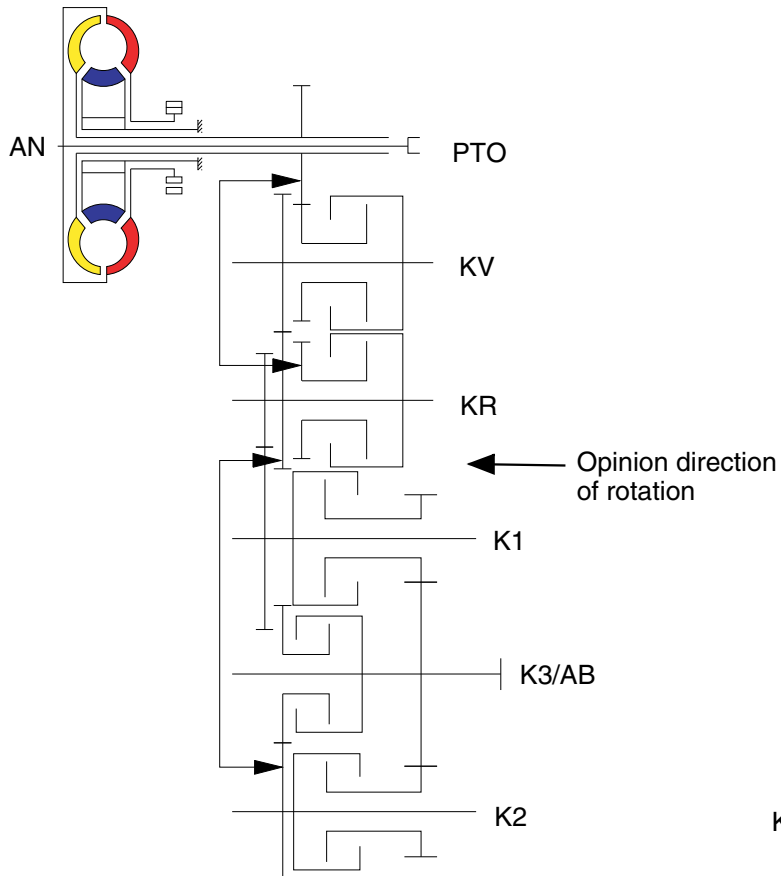 AN
PTO
KV
KR
Opinion direction
of rotation
K1
K3/AB
K2
K